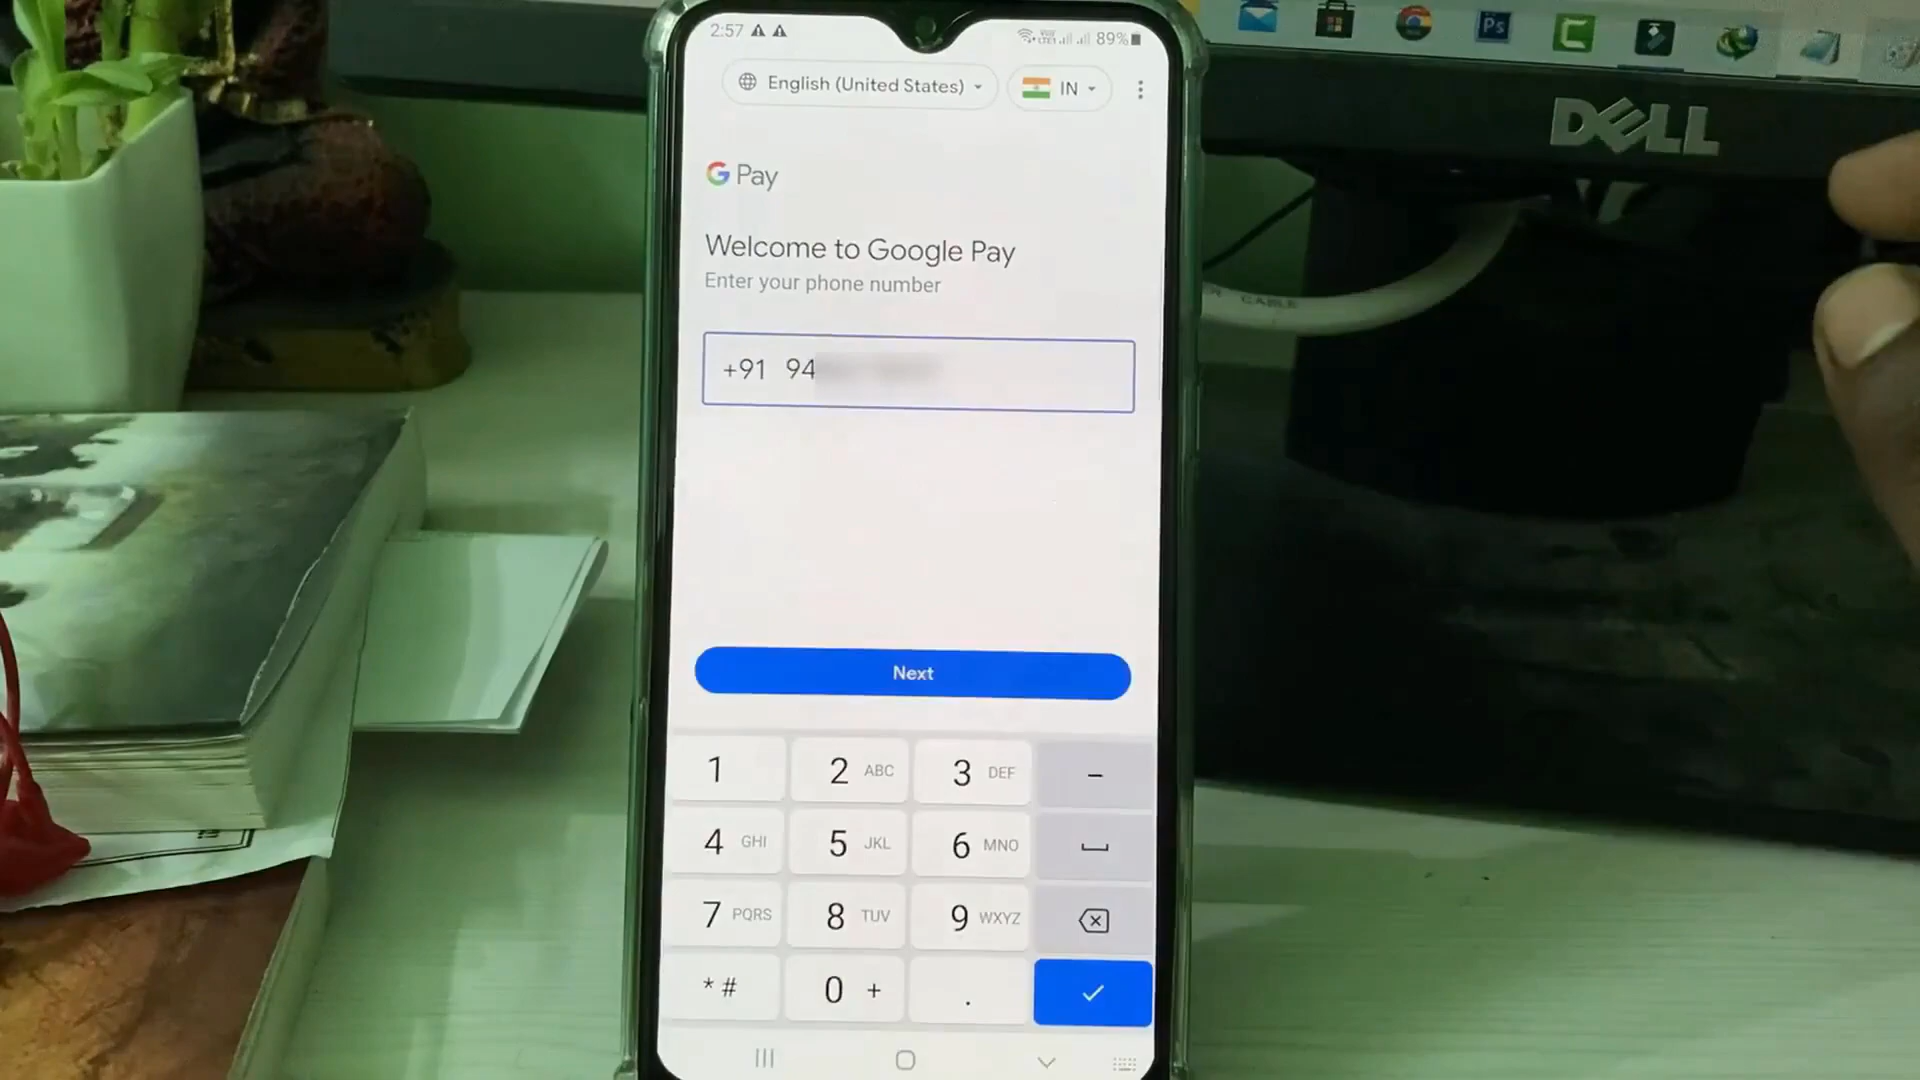 2:57
89%
English (United States)
IN
G Pay
Welcome to Google Pay
Enter your phone number
+91 94
Next
1
2 ABC
3 DEF
-
4 GHI
5 JKL
6 MNO
7 PQRS
8 TUV
9 WXYZ
* #
0 +
.
DELL
Ps
CABLE